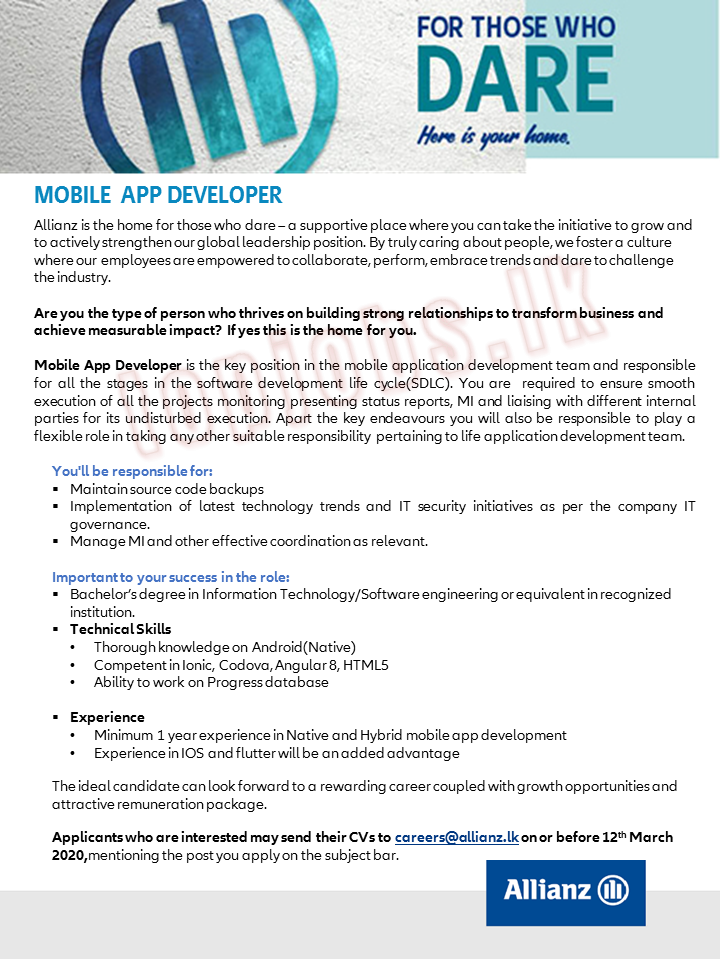 FOR THOSE WHO
DARE
Here is your home.
MOBILE APP DEVELOPER
Allianz is the home for those who dare – a supportive place where you can take the initiative to grow and
to actively strengthen our global leadership position. By truly caring about people, we foster a culture
where our employees are empowered to collaborate, perform, embrace trends and dare to challenge
the industry.
Are you the type of person who thrives on building strong relationships to transform business and
achieve measurable impact? If yes this is the home for you.
Mobile App Developer is the key position in the mobile application development team and responsible
for all the stages in the software development life cycle(SDLC). You are required to ensure smooth
execution of all the projects monitoring presenting status reports, MI and liaising with different internal
parties for its undisturbed execution. Apart the key endeavours you will also be responsible to play a
flexible role in taking any other suitable responsibility pertaining to life application development team.
You'll be responsible for:
▪ Maintain source code backups
▪ Implementation of latest technology trends and IT security initiatives as per the company IT
governance.
▪ Manage MI and other effective coordination as relevant.
Important to your success in the role:
▪ Bachelor’s degree in Information Technology/Software engineering or equivalent in recognized
institution.
▪ Technical Skills
• Thorough knowledge on Android(Native)
• Competent in Ionic, Codova, Angular 8, HTML5
• Ability to work on Progress database
▪ Experience
• Minimum 1 year experience in Native and Hybrid mobile app development
• Experience in IOS and flutter will be an added advantage
The ideal candidate can look forward to a rewarding career coupled with growth opportunities and
attractive remuneration package.
Applicants who are interested may send their CVs to careers@allianz.lk on or before 12th March
2020,mentioning the post you apply on the subject bar.
Allianz